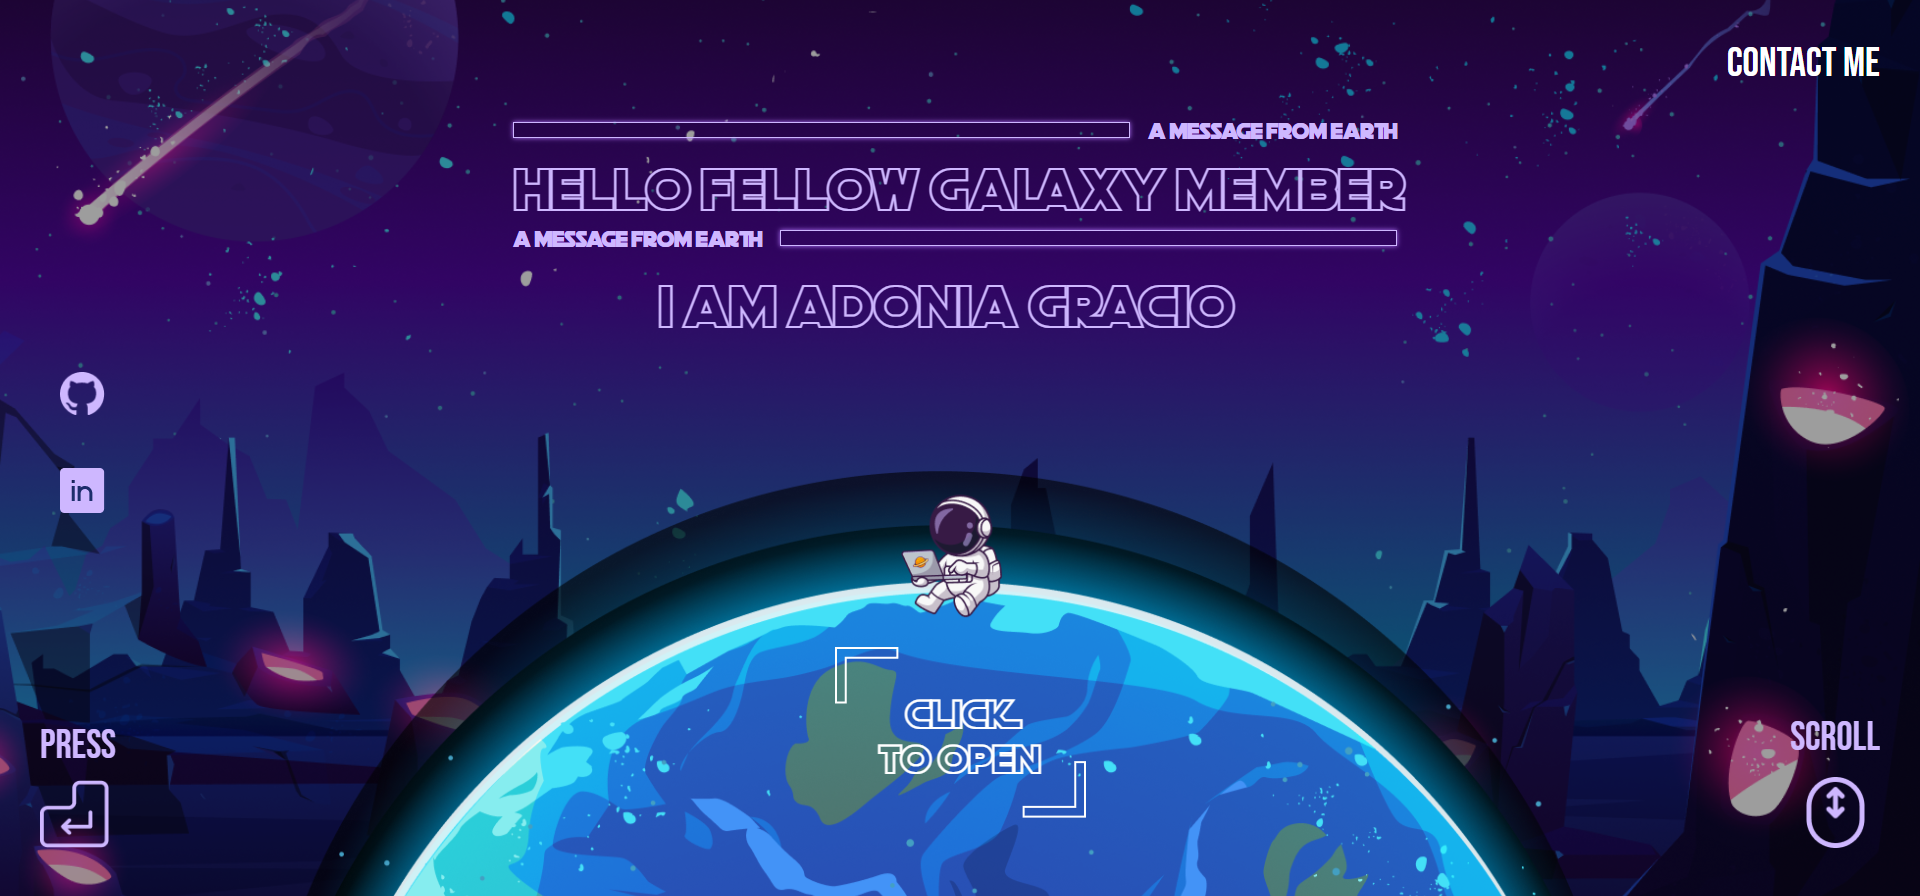 CONTACT ME
A MESSAGE FROM EARTH
HELLO FELLOW GALAXY MEMBER
A MESSAGE FROM EARTH
I AM ADONIA GRACIO
in
CLICK
TO OPEN
PRESS
SCROLL